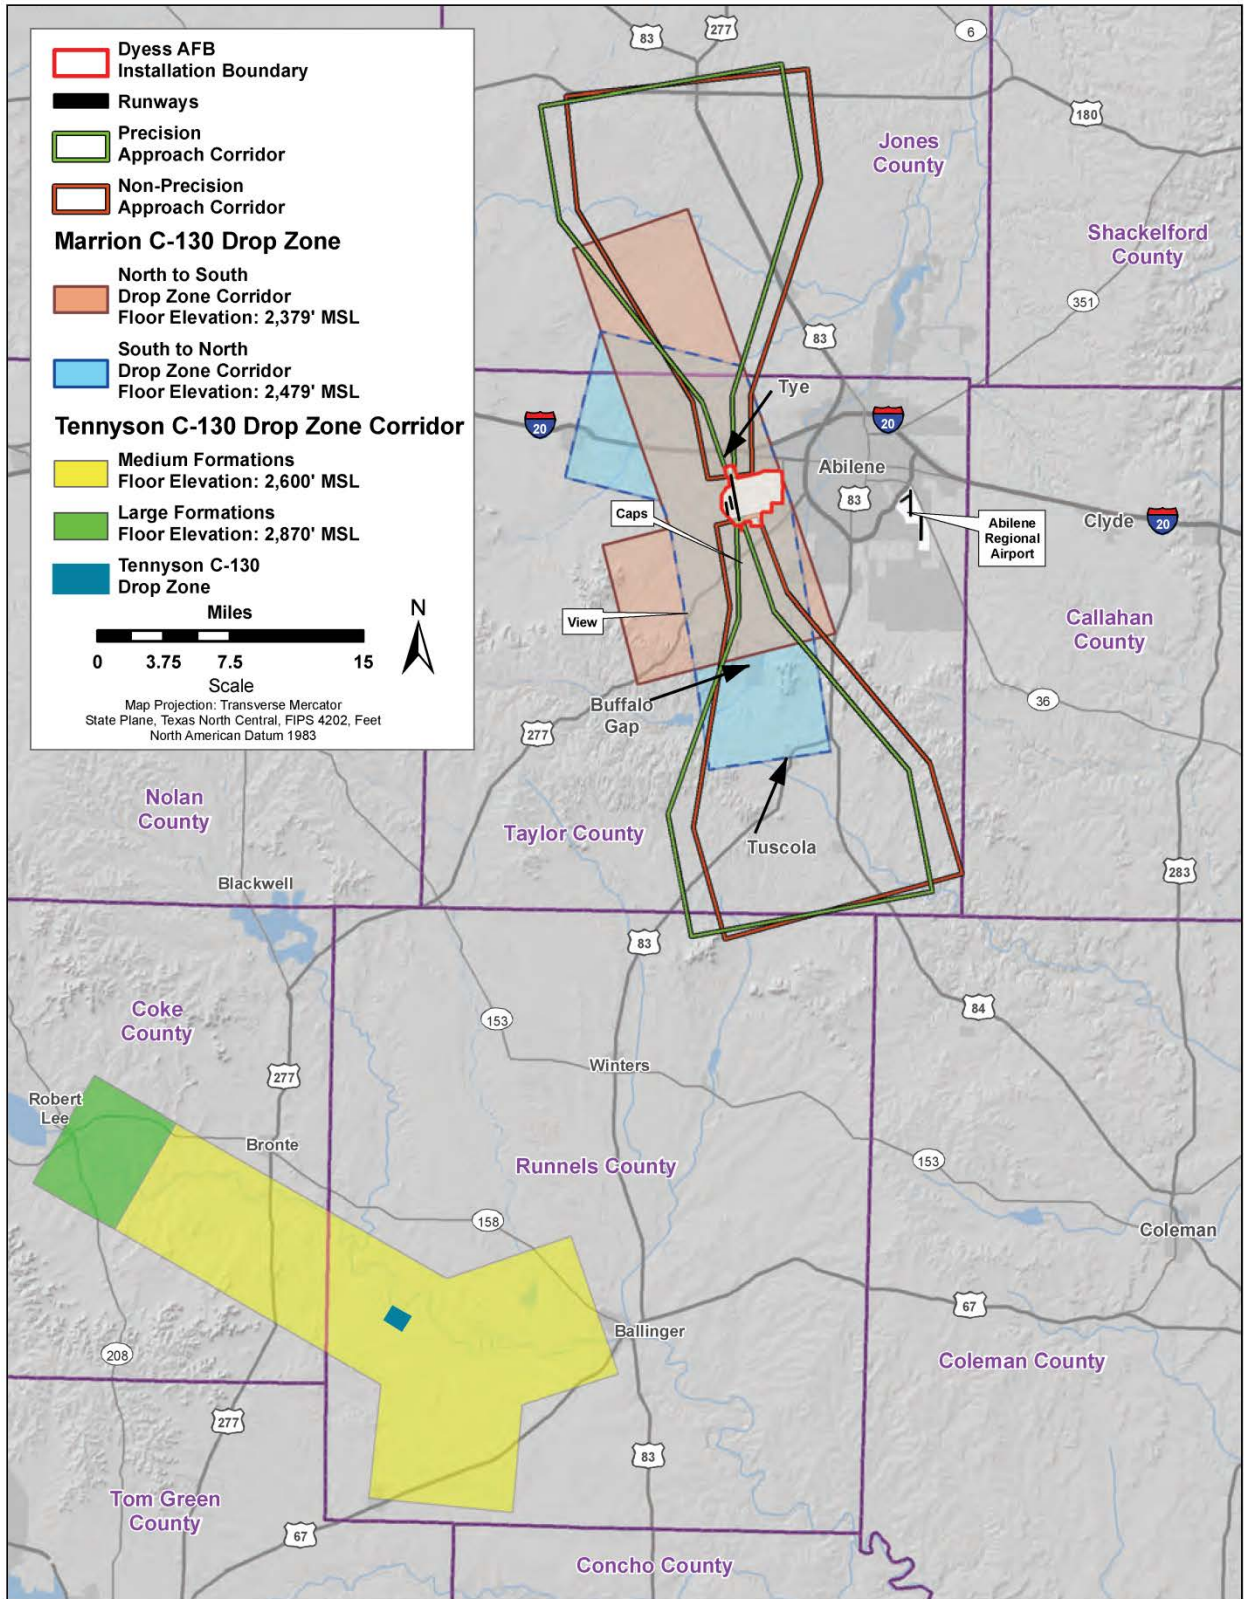 Dyess AFB
Installation Boundary
Runways
Precision
Approach Corridor
Non-Precision
Approach Corridor
Marrion C-130 Drop Zone
North to South
Drop Zone Corridor
Floor Elevation: 2,379' MSL
South to North
Drop Zone Corridor
Floor Elevation: 2,479' MSL
Tennyson C-130 Drop Zone Corridor
Medium Formations
Floor Elevation: 2,600' MSL
Large Formations
Floor Elevation: 2,870' MSL
Tennyson C-130
Drop Zone
Miles
0 3.75 7.5 15
Scale
N
Map Projection: Transverse Mercator
State Plane, Texas North Central, FIPS 4202, Feet
North American Datum 1983
83
277
6
180
Jones
County
Shackelford
County
351
83
Tye
20
20
Abilene
83
Caps
Abilene
Regional
Airport
Clyde
20
View
Callahan
County
Buffalo
Gap
36
277
Nolan
County
Taylor County
Tuscola
283
Blackwell
83
84
Coke
County
153
277
Winters
Robert
Lee
Bronte
Runnels County
153
158
Coleman
67
Ballinger
208
Coleman County
277
83
Tom Green
County
67
Concho County